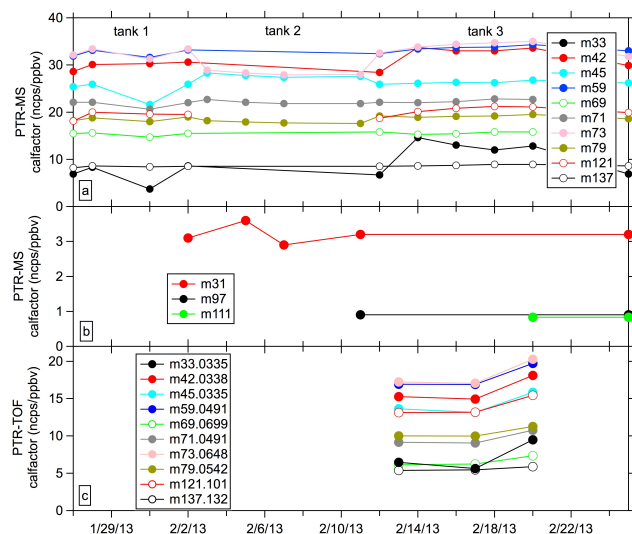 tank 1 tank 2 tank 3
PTR-MS
calfactor (ncps/ppbv)
40
30
20
10
0
m33
m42
m45
m59
m69
m71
m73
m79
m121
m137
a
PTR-MS
calfactor (ncps/ppbv)
3
2
1
0
m31
m97
m111
b
PTR-TOF
calfactor (ncps/ppbv)
20
15
10
5
0
m33.0335
m42.0338
m45.0335
m59.0491
m69.0699
m71.0491
m73.0648
m79.0542
m121.101
m137.132
c
1/29/13 2/2/13 2/6/13 2/10/13 2/14/13 2/18/13 2/22/13